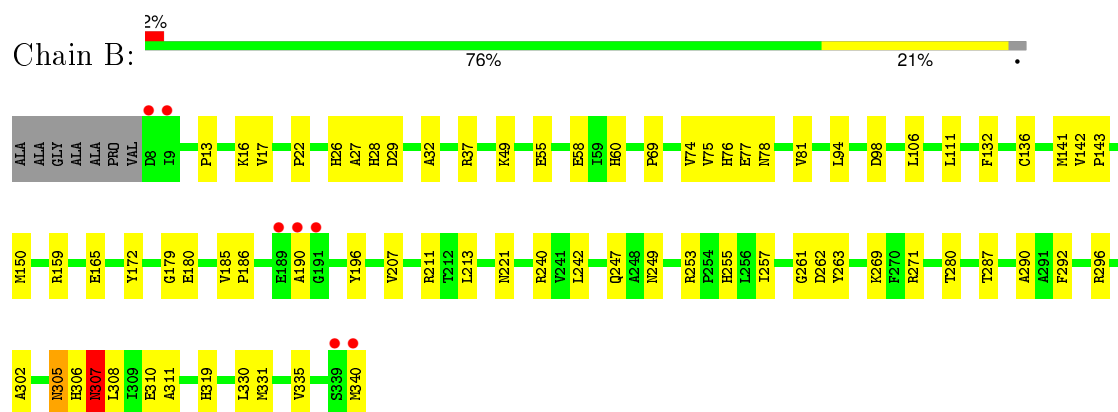 2%
Chain B:
76% 21% •
ALA ALA GLY ALA ALA PRO VAL D8 I9 P13 K16 V17 P22 H26 A27 H28 D29 A32 R37 K49 E55 E58 I59 H60 P69 V74 V75 H76 E77 N78 V81 L94 D98 I106 L111 F132 C136 M141 V142 P143
M150 R159 E165 Y172 G179 E180 V185 P186 E189 A190 G191 Y196 V207 R211 T212 L213 N221 R240 V241 L242 Q247 A248 N249 R253 P254 H255 L256 I257 G261 D262 Y263 K269 F270 R271 T280 T287 A290 A291 F292 R296
A302 N305 H306 N307 L308 I309 E310 A311 H319 L330 M331 V335 S339 M340